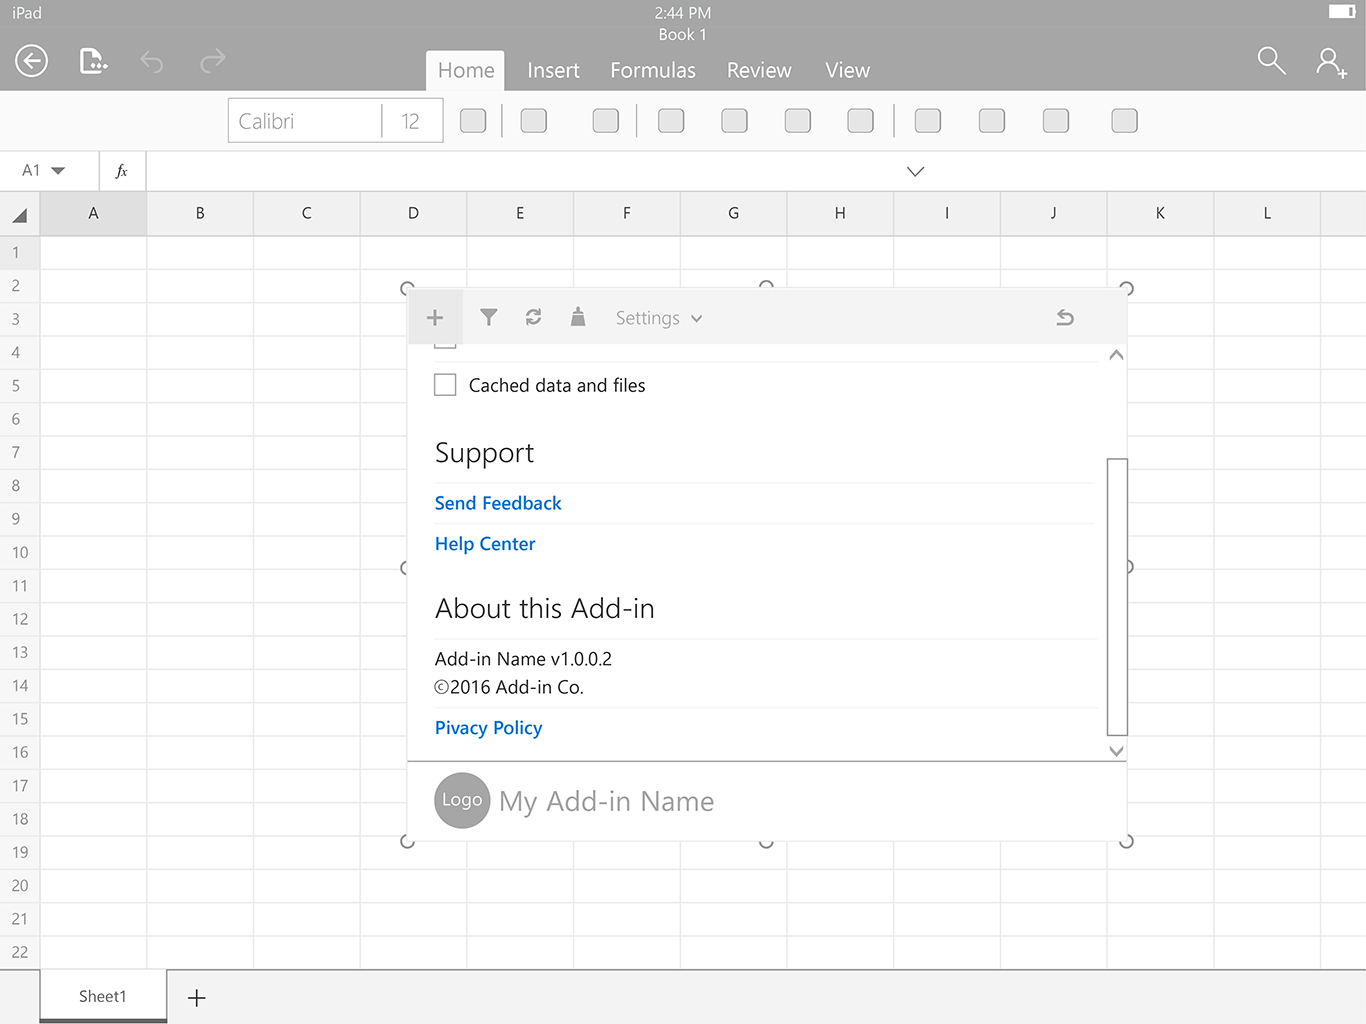 iPad
2:44 PM
Book 1
Home Insert Formulas Review View
Calibri 12
A1 fx
A B C D E F G H I J K L
1
2
3
4
5
6
7
8
9
10
11
12
13
14
15
16
17
18
19
20
21
22
Settings
Cached data and files
Support
Send Feedback
Help Center
About this Add-in
Add-in Name v1.0.0.2
©2016 Add-in Co.
Pivacy Policy
Logo My Add-in Name
Sheet1